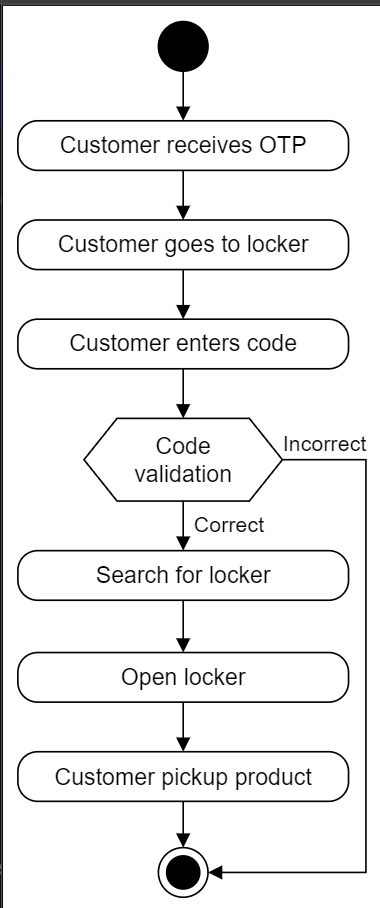 Customer receives OTP
Customer goes to locker
Customer enters code
Code
validation
Incorrect
Correct
Search for locker
Open locker
Customer pickup product